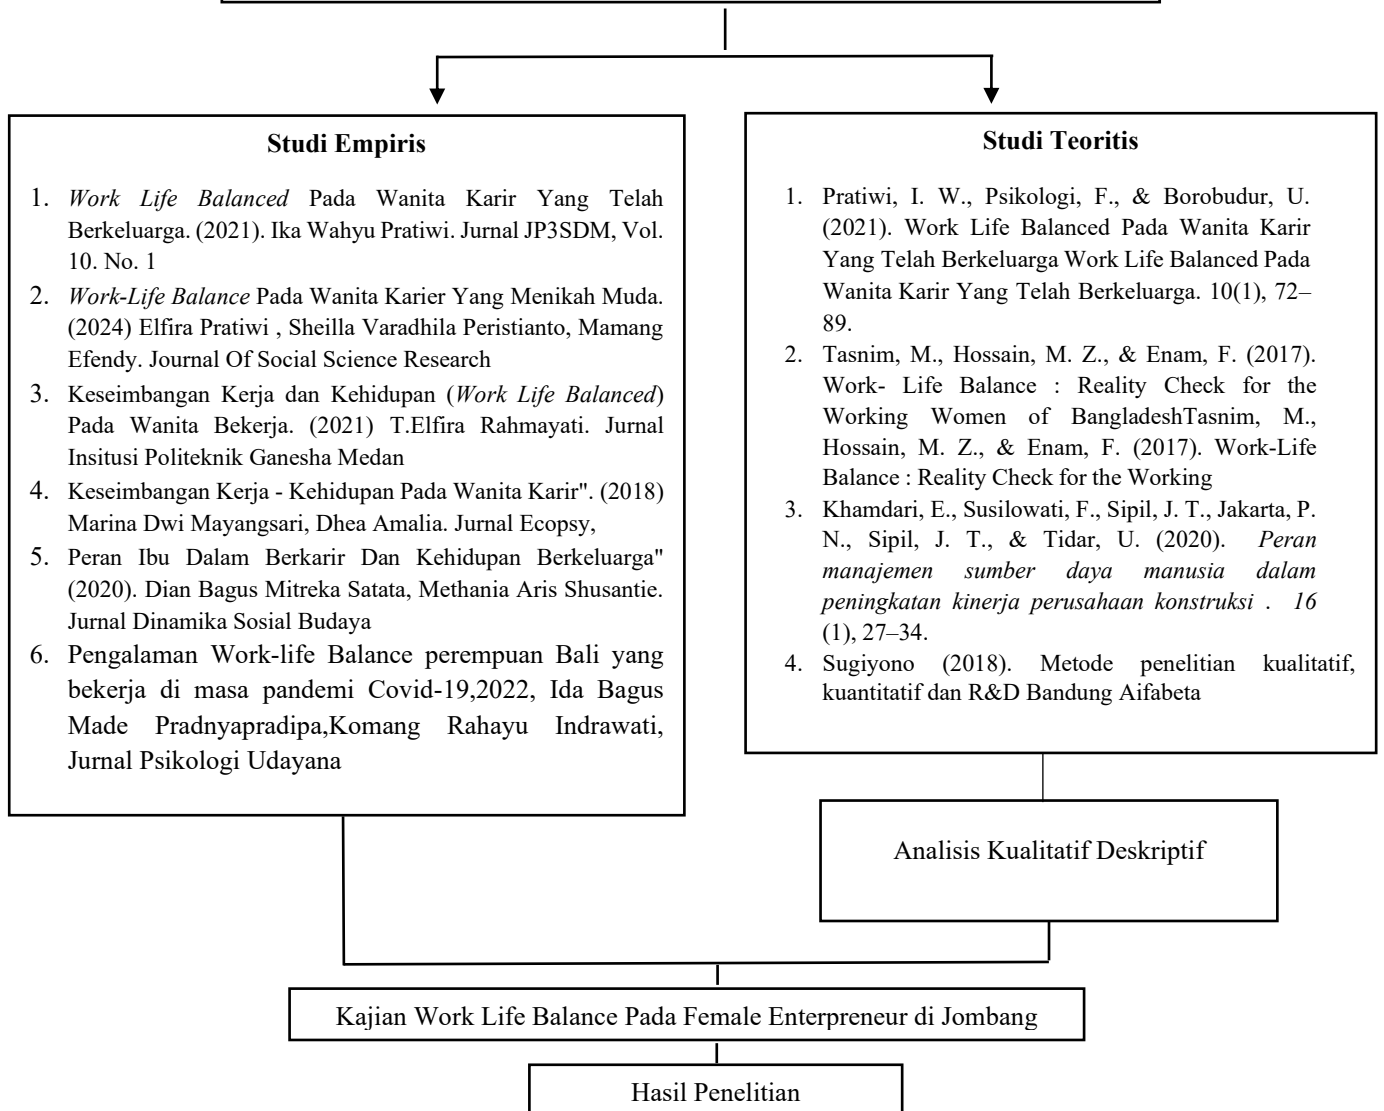 Studi Empiris
1. Work Life Balanced Pada Wanita Karir Yang Telah
Berkeluarga. (2021). Ika Wahyu Pratiwi. Jurnal JP3SDM, Vol.
10. No. 1
2. Work-Life Balance Pada Wanita Karier Yang Menikah Muda.
(2024) Elfira Pratiwi , Sheilla Varadhila Peristianto, Mamang
Efendy. Journal Of Social Science Research
3. Keseimbangan Kerja dan Kehidupan (Work Life Balanced)
Pada Wanita Bekerja. (2021) T.Elfira Rahmayati. Jurnal
Insitusi Politeknik Ganesha Medan
4. Keseimbangan Kerja - Kehidupan Pada Wanita Karir". (2018)
Marina Dwi Mayangsari, Dhea Amalia. Jurnal Ecopsy,
5. Peran Ibu Dalam Berkarir Dan Kehidupan Berkeluarga"
(2020). Dian Bagus Mitreka Satata, Methania Aris Shusantie.
Jurnal Dinamika Sosial Budaya
6. Pengalaman Work-life Balance perempuan Bali yang
bekerja di masa pandemi Covid-19,2022, Ida Bagus
Made Pradnyapradipa,Komang Rahayu Indrawati,
Jurnal Psikologi Udayana
Studi Teoritis
1. Pratiwi, I. W., Psikologi, F., & Borobudur, U.
(2021). Work Life Balanced Pada Wanita Karir
Yang Telah Berkeluarga Work Life Balanced Pada
Wanita Karir Yang Telah Berkeluarga. 10(1), 72–
89.
2. Tasnim, M., Hossain, M. Z., & Enam, F. (2017).
Work- Life Balance : Reality Check for the
Working Women of BangladeshTasnim, M.,
Hossain, M. Z., & Enam, F. (2017). Work-Life
Balance : Reality Check for the Working
3. Khamdari, E., Susilowati, F., Sipil, J. T., Jakarta, P.
N., Sipil, J. T., & Tidar, U. (2020). Peran
manajemen sumber daya manusia dalam
peningkatan kinerja perusahaan konstruksi . 16
(1), 27–34.
4. Sugiyono (2018). Metode penelitian kualitatif,
kuantitatif dan R&D Bandung Aifabeta
Analisis Kualitatif Deskriptif
Kajian Work Life Balance Pada Female Enterpreneur di Jombang
Hasil Penelitian